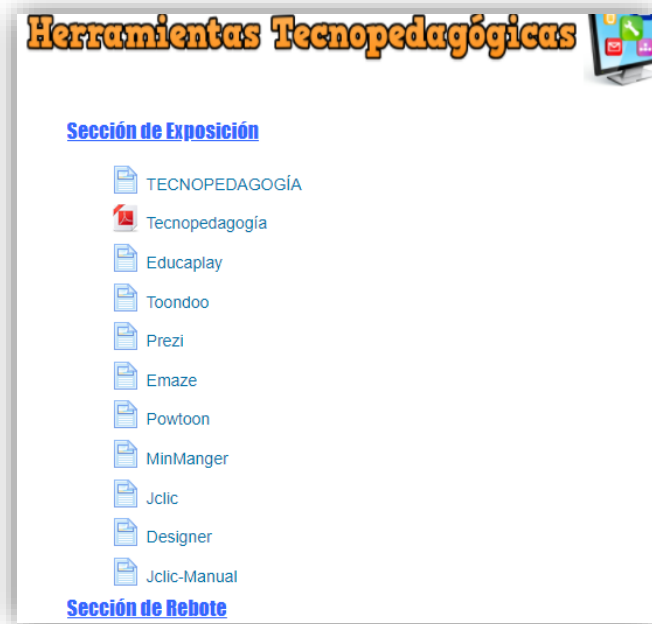 Herramientas Tecnopedagógicas
Sección de Exposición
TECNOPEDAGOGÍA
Tecnopedagogía
Educaplay
Toondoo
Prezi
Emaze
Powtoon
MinManger
Jclic
Designer
Jclic-Manual
Sección de Rebote